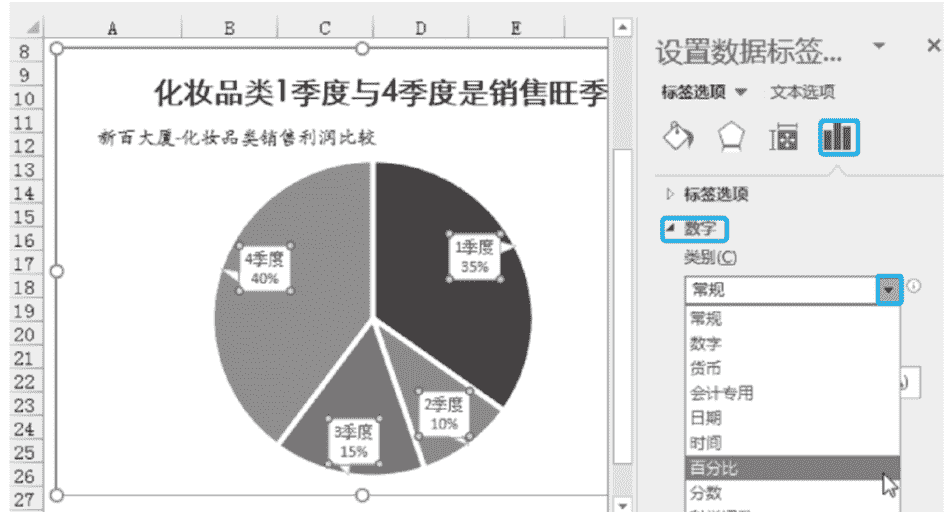 A B C D E
8
9
10
11
12
13
14
15
16
17
18
19
20
21
22
23
24
25
26
27
化妆品类1季度与4季度是销售旺季
新百大厦-化妆品类销售利润比较
1季度
35%
4季度
40%
2季度
10%
3季度
15%
设置数据标签...
标签选项 文本选项
标签选项
数字
类别(C)
常规
常规
数字
货币
会计专用
日期
时间
百分比
分数